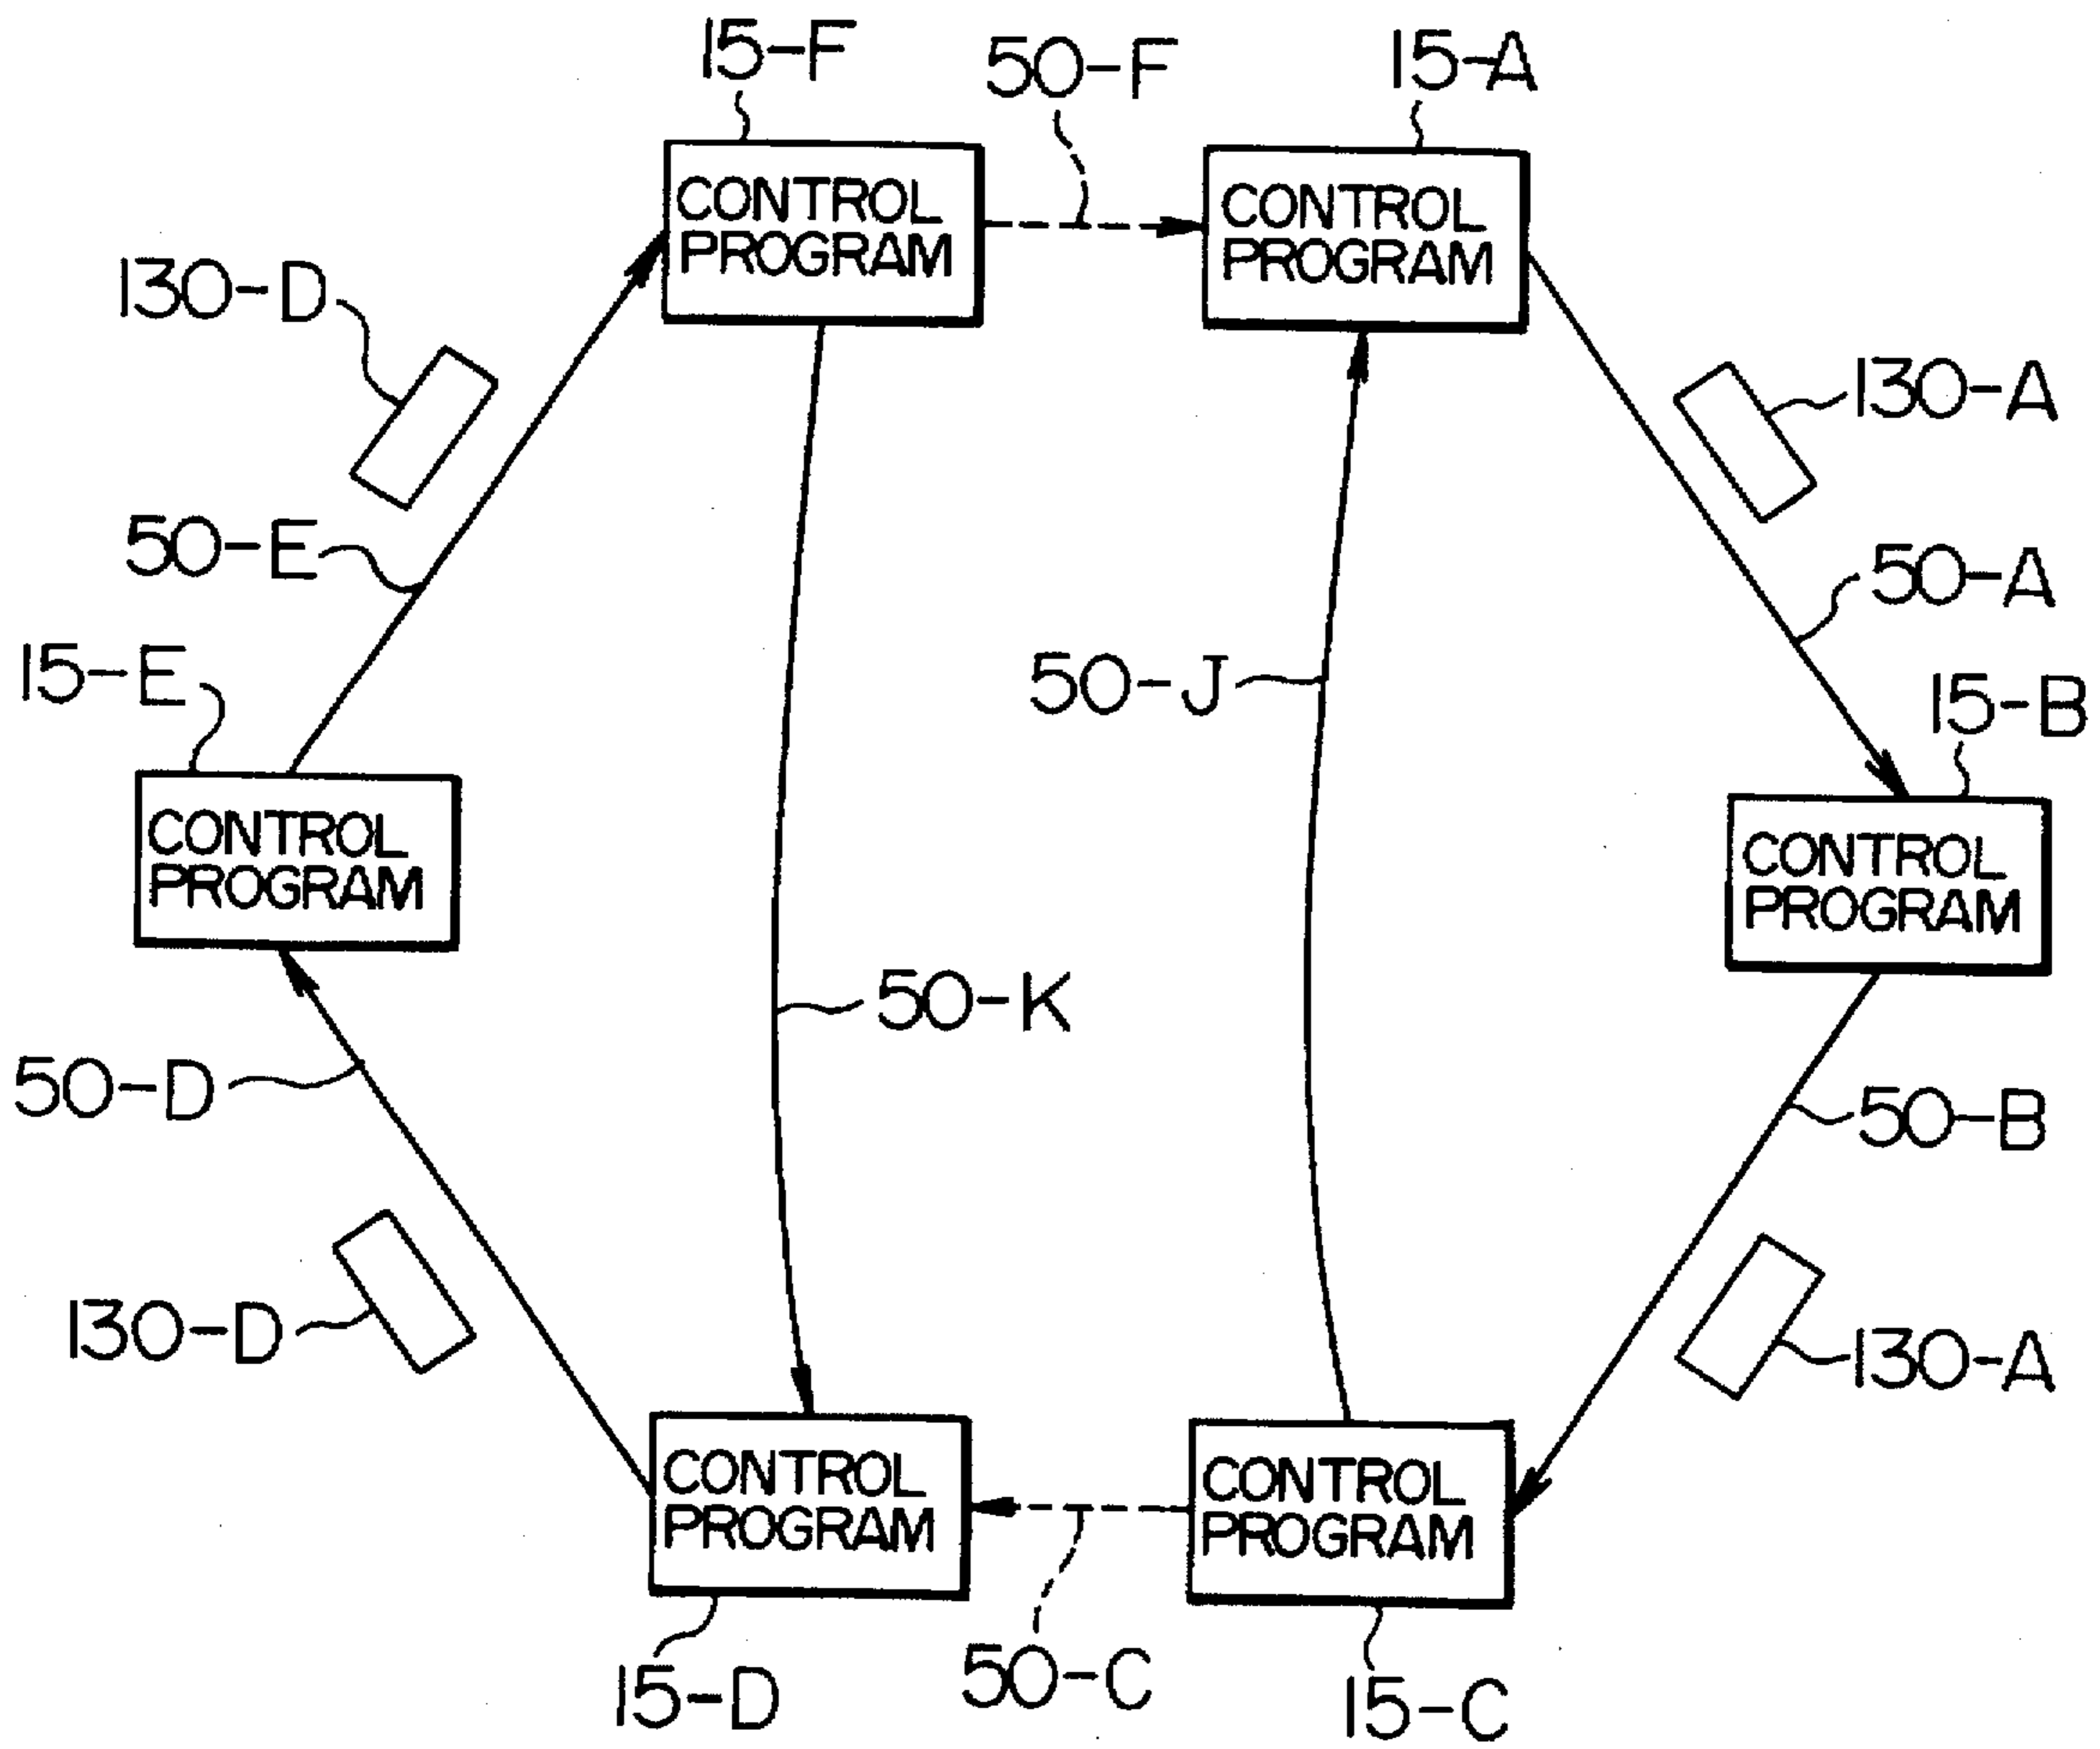 15-F
50-F
15-A
CONTROL
PROGRAM
CONTROL
PROGRAM
130-D
130-A
50-E
50-A
15-E
50-J
15-B
CONTROL
PROGRAM
CONTROL
PROGRAM
50-K
50-D
50-B
130-D
130-A
CONTROL
PROGRAM
CONTROL
PROGRAM
15-D
50-C
15-C